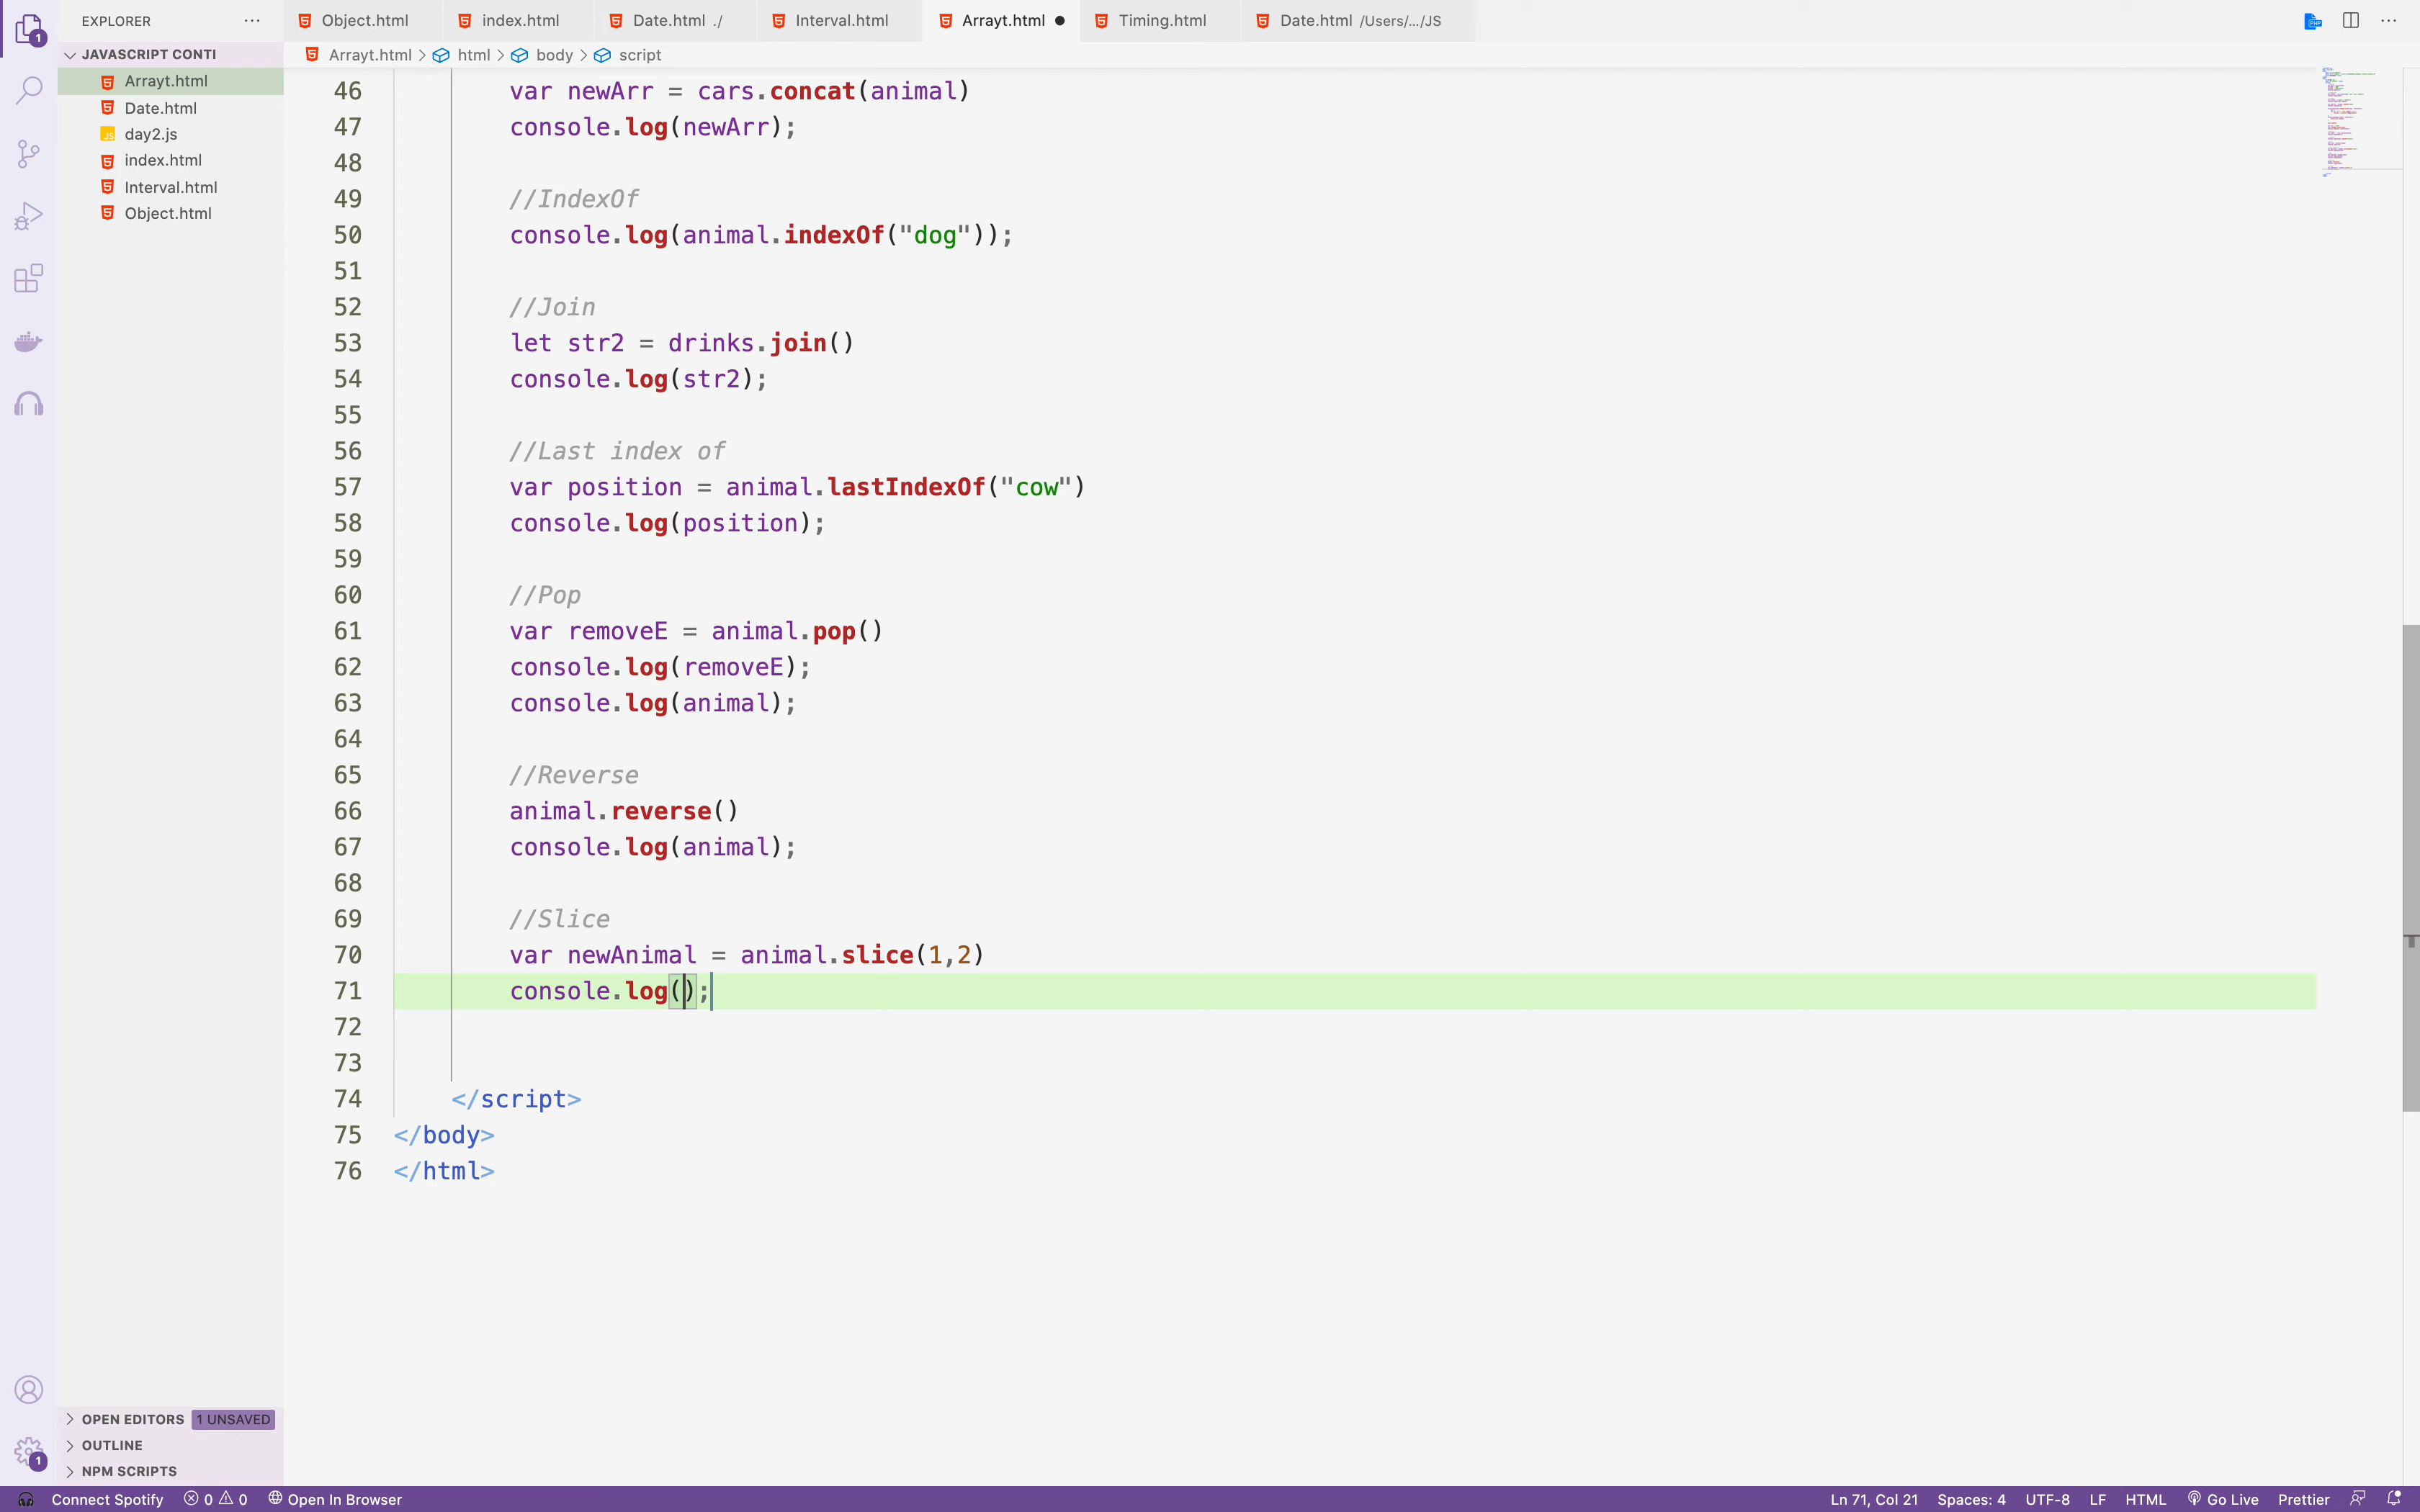 EXPLORER
JAVASCRIPT CONTI
Arrayt.html
Date.html
day2.js
index.html
Interval.html
Object.html
OPEN EDITORS 1 UNSAVED
OUTLINE
NPM SCRIPTS
Object.html index.html Date.html ./ Interval.html Arrayt.html Timing.html Date.html /Users/.../JS
Arrayt.html > html > body > script
46 var newArr = cars.concat(animal)
47 console.log(newArr);
48
49 //IndexOf
50 console.log(animal.indexOf("dog"));
51
52 //Join
53 let str2 = drinks.join()
54 console.log(str2);
55
56 //Last index of
57 var position = animal.lastIndexOf("cow")
58 console.log(position);
59
60 //Pop
61 var removeE = animal.pop()
62 console.log(removeE);
63 console.log(animal);
64
65 //Reverse
66 animal.reverse()
67 console.log(animal);
68
69 //Slice
70 var newAnimal = animal.slice(1,2)
71 console.log();
72
73
74 </script>
75 </body>
76 </html>
Connect Spotify 0 0 Open In Browser Ln 71, Col 21 Spaces: 4 UTF-8 LF HTML Go Live Prettier